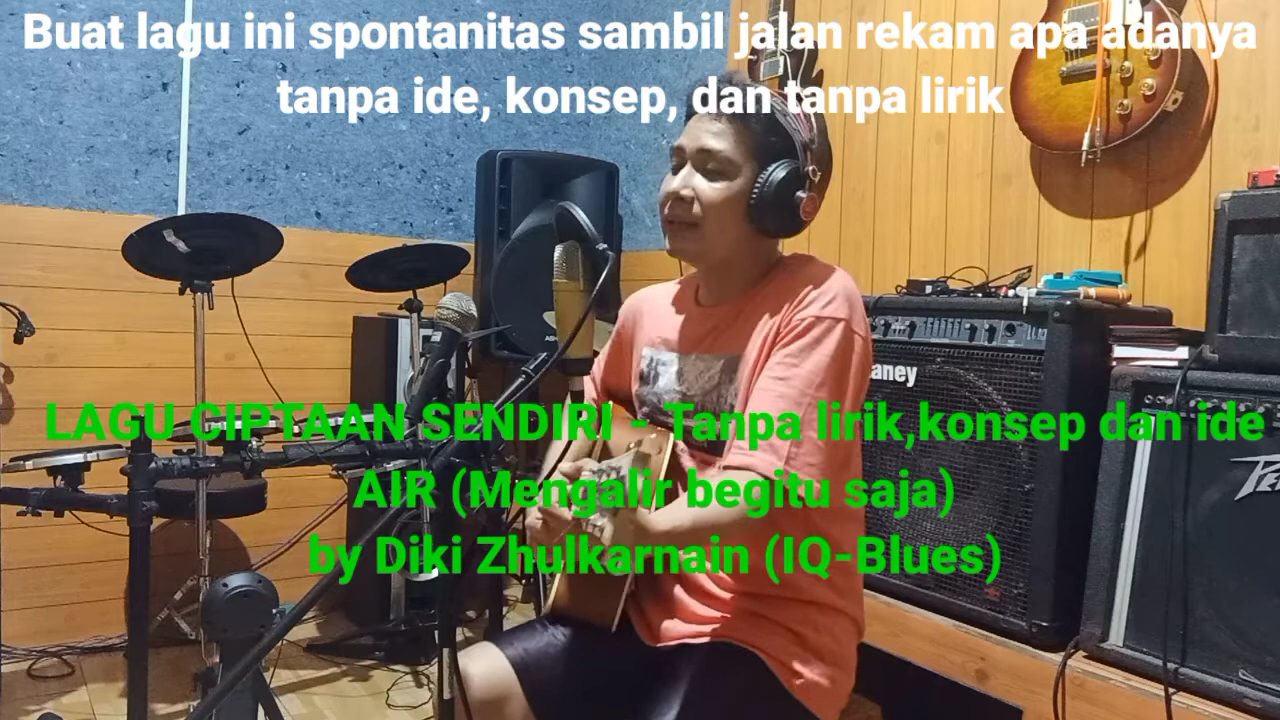 Buat lagu ini spontanitas sambil jalan rekam apa adanya
tanpa ide, konsep, dan tanpa lirik
aney
LAGU CIPTAAN SENDIRI - Tanpa lirik,konsep dan ide
AIR (Mengalir begitu saja)
by Diki Zhulkarnain (IQ-Blues)